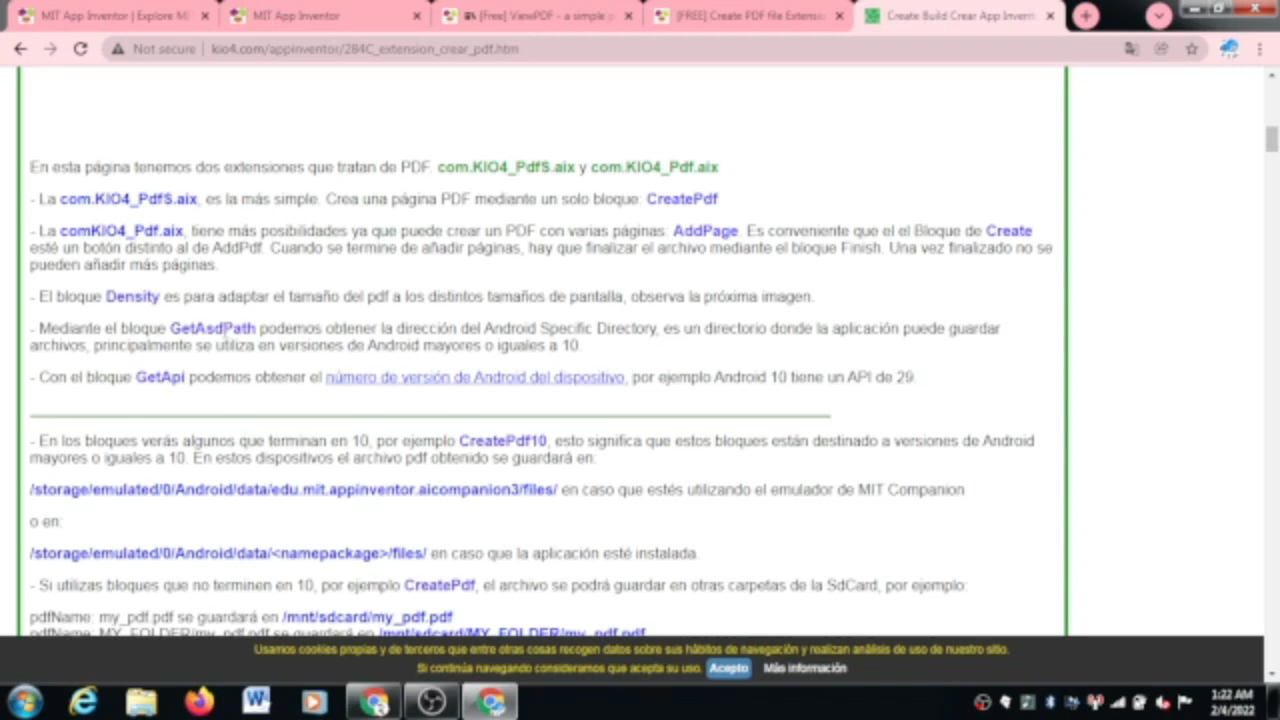 MIT App Inventor | Explore MI
MIT App Inventor
[Free] ViewPDF - a simple p
[FREE] Create PDF file Extensi
Create Build Crear App Invent
Not secure | kio4.com/appinventor/284C_extension_crear_pdf.htm
En esta página tenemos dos extensiones que tratan de PDF. com.KIO4_PdfS.aix y com.KIO4_Pdf.aix
- La com.KIO4_PdfS.aix, es la más simple. Crea una página PDF mediante un solo bloque: CreatePdf
- La comKIO4_Pdf.aix, tiene más posibilidades ya que puede crear un PDF con varias páginas: AddPage. Es conveniente que el el Bloque de Create
esté un botón distinto al de AddPdf. Cuando se termine de añadir páginas, hay que finalizar el archivo mediante el bloque Finish. Una vez finalizado no se
pueden añadir más páginas.
- El bloque Density es para adaptar el tamaño del pdf a los distintos tamaños de pantalla, observa la próxima imagen.
- Mediante el bloque GetAsdPath podemos obtener la dirección del Android Specific Directory, es un directorio donde la aplicación puede guardar
archivos, principalmente se utiliza en versiones de Android mayores o iguales a 10.
- Con el bloque GetApi podemos obtener el número de versión de Android del dispositivo, por ejemplo Android 10 tiene un API de 29.
- En los bloques verás algunos que terminan en 10, por ejemplo CreatePdf10, esto significa que estos bloques están destinado a versiones de Android
mayores o iguales a 10. En estos dispositivos el archivo pdf obtenido se guardará en:
/storage/emulated/0/Android/data/edu.mit.appinventor.aicompanion3/files/ en caso que estés utilizando el emulador de MIT Companion
o en:
/storage/emulated/0/Android/data/<namepackage>/files/ en caso que la aplicación esté instalada.
- Si utilizas bloques que no terminen en 10, por ejemplo CreatePdf, el archivo se podrá guardar en otras carpetas de la SdCard, por ejemplo:
pdfName: my_pdf.pdf se guardará en /mnt/sdcard/my_pdf.pdf
pdfName: MY_FOLDER/my_pdf.pdf se guardará en /mnt/sdcard/MY_FOLDER/my_pdf.pdf
Usamos cookies propias y de terceros que entre otras cosas recogen datos sobre sus hábitos de navegación y realizan análisis de uso de nuestro sitio.
Si continúa navegando consideramos que acepta su uso. Acepto Más información
1:22 AM
2/4/2022